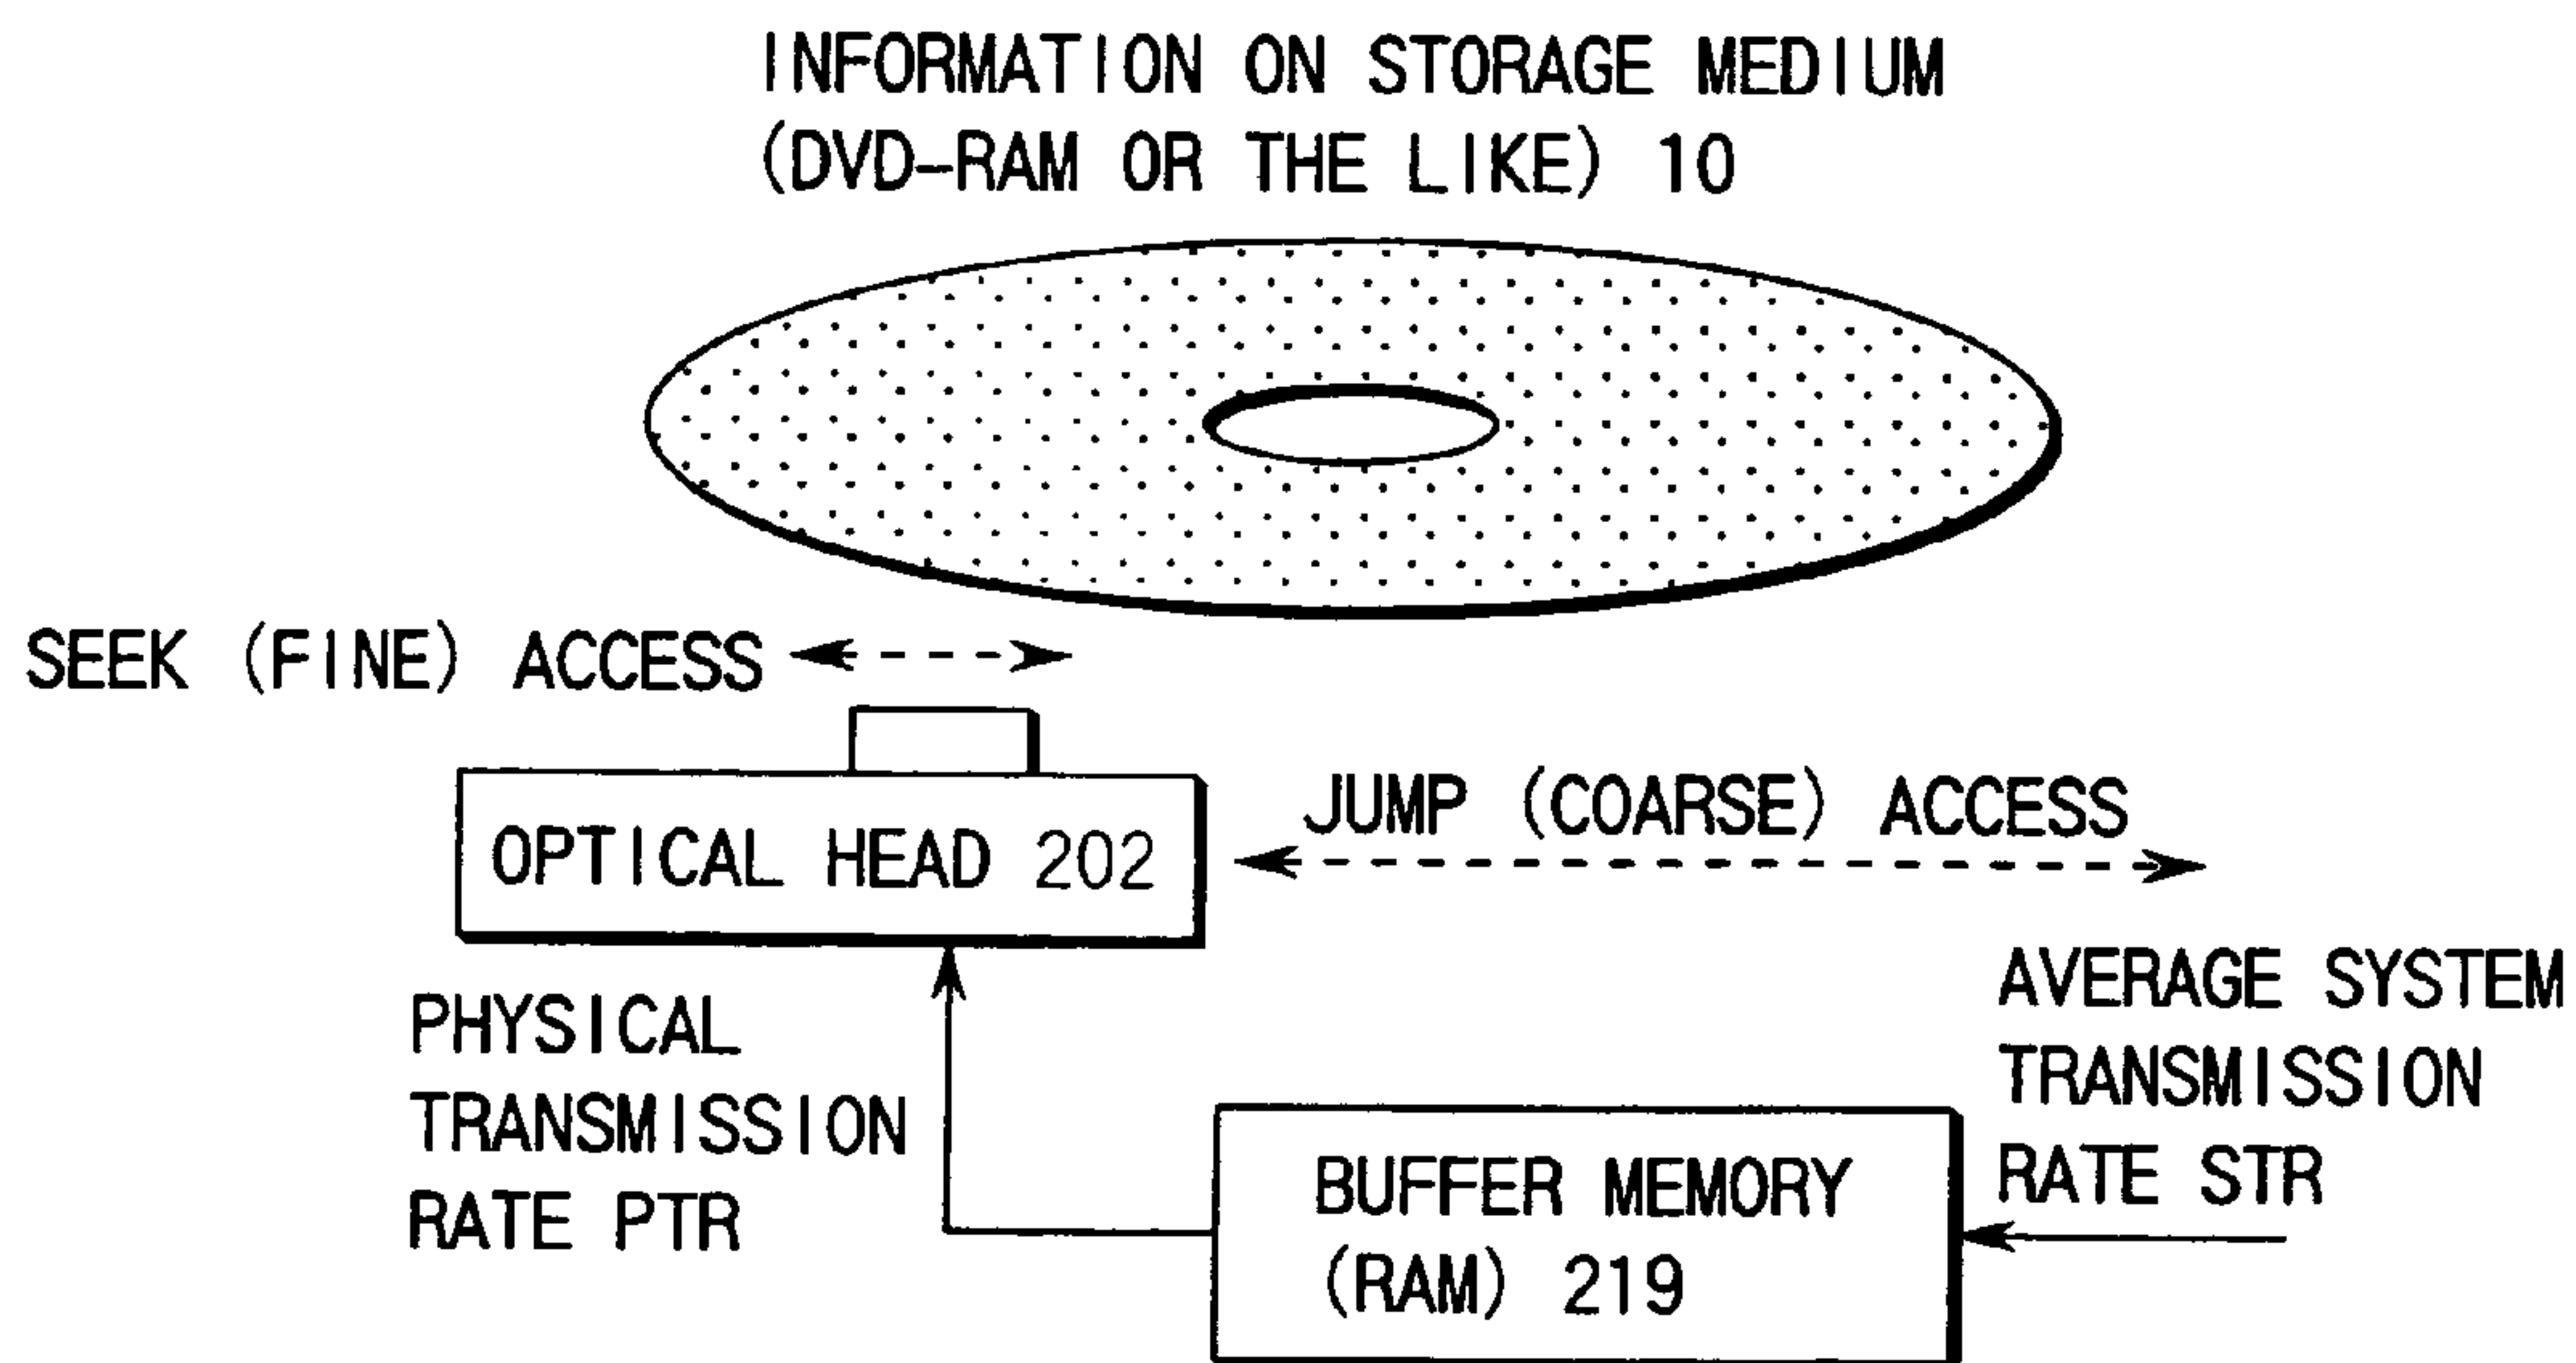 INFORMATION ON STORAGE MEDIUM
(DVD-RAM OR THE LIKE) 10
SEEK (FINE) ACCESS
OPTICAL HEAD 202
JUMP (COARSE) ACCESS
PHYSICAL
TRANSMISSION
RATE PTR
AVERAGE SYSTEM
TRANSMISSION
RATE STR
BUFFER MEMORY
(RAM) 219